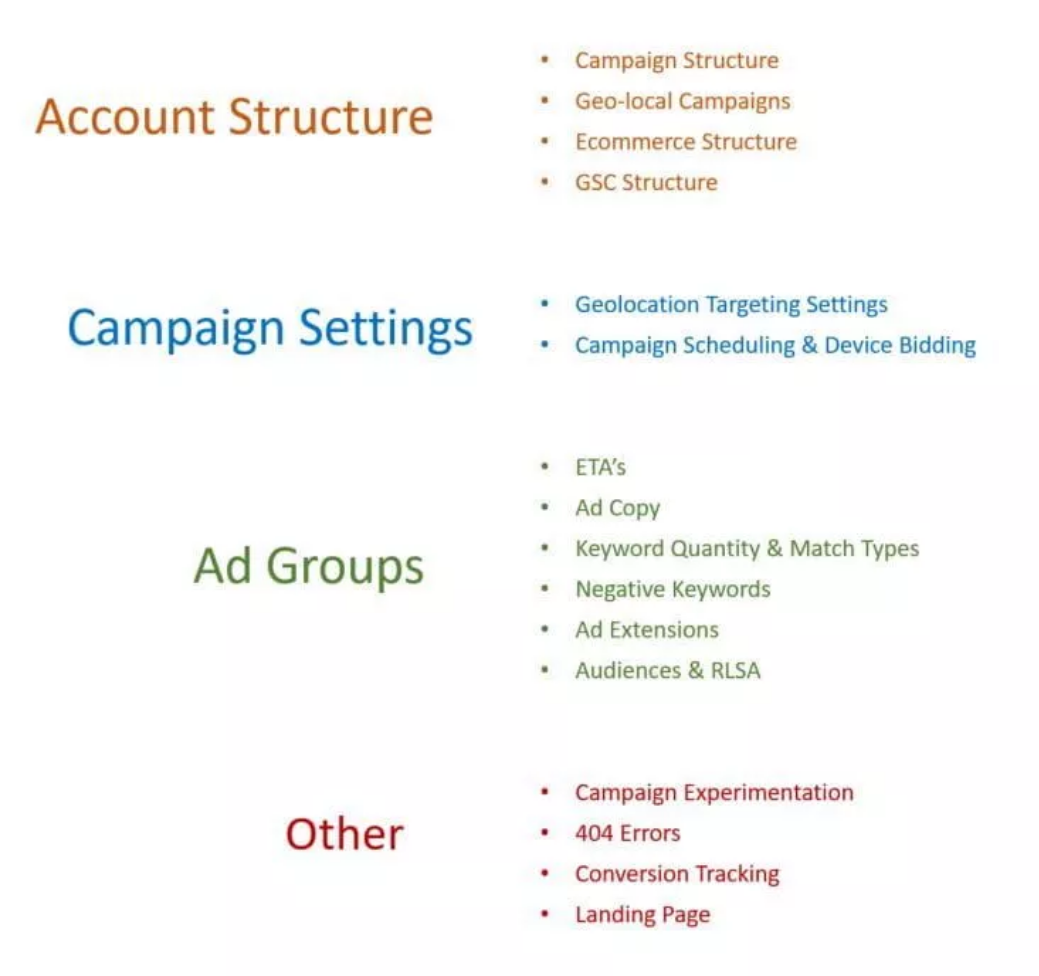 Account Structure
• Campaign Structure
• Geo-local Campaigns
• Ecommerce Structure
• GSC Structure
Campaign Settings
• Geolocation Targeting Settings
• Campaign Scheduling & Device Bidding
Ad Groups
• ETA’s
• Ad Copy
• Keyword Quantity & Match Types
• Negative Keywords
• Ad Extensions
• Audiences & RLSA
Other
• Campaign Experimentation
• 404 Errors
• Conversion Tracking
• Landing Page